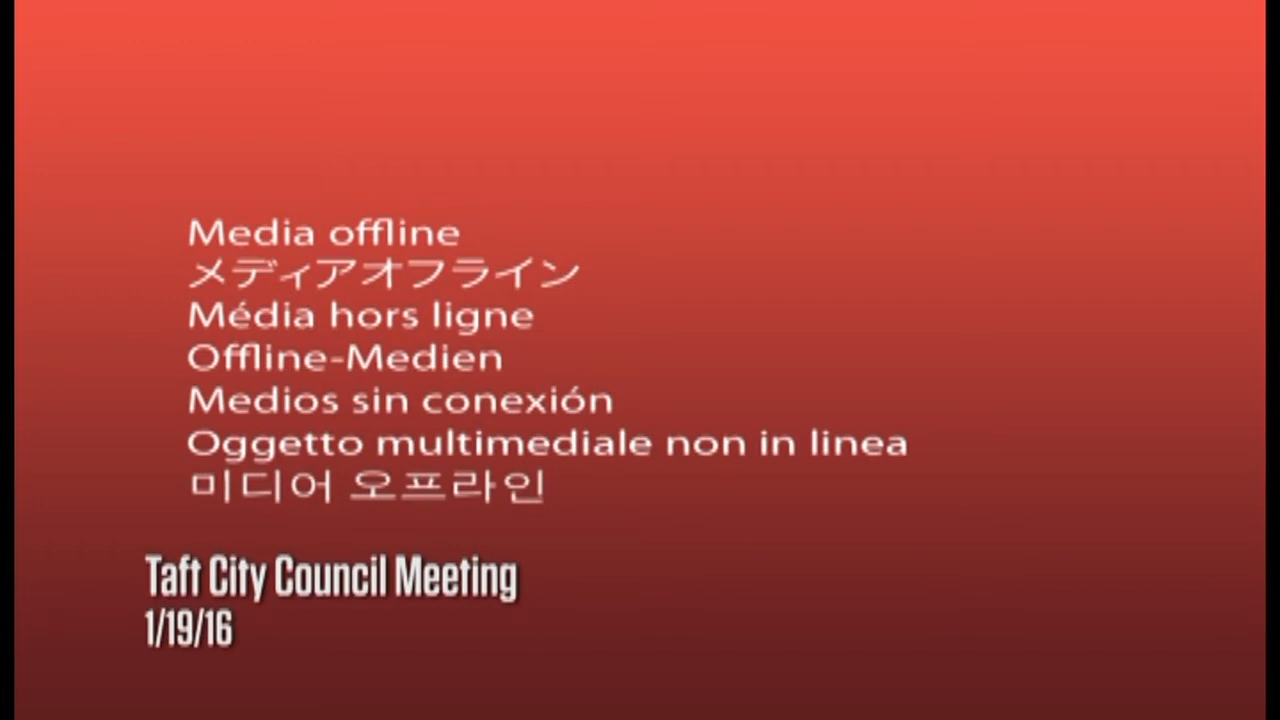 Media offline
メディアオフライン
Média hors ligne
Offline-Medien
Medios sin conexión
Oggetto multimediale non in linea
미디어 오프라인
Taft City Council Meeting
1/19/16